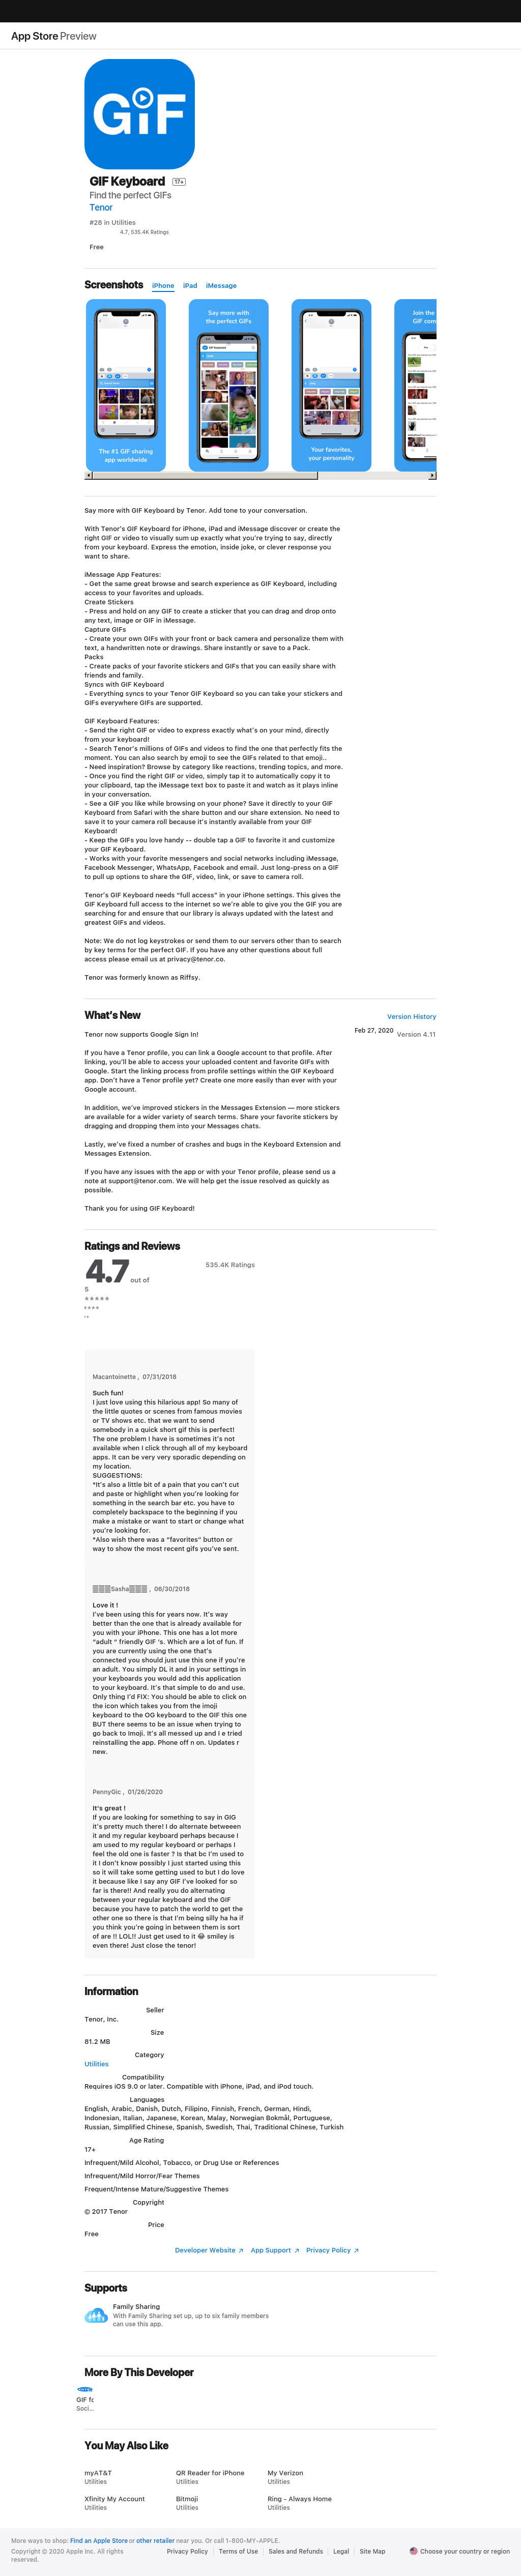 App Store Preview
GIF
GIF Keyboard 17+
Find the perfect GIFs
Tenor
#28 in Utilities
4.7, 535.4K Ratings
Free
Screenshots iPhone iPad iMessage
Say more with
the perfect GIFs
Join the
GIF com
The #1 GIF sharing
app worldwide
Your favorites,
your personality
Say more with GIF Keyboard by Tenor. Add tone to your conversation.
With Tenor's GIF Keyboard for iPhone, iPad and iMessage discover or create the
right GIF or video to visually sum up exactly what you're trying to say, directly
from your keyboard. Express the emotion, inside joke, or clever response you
want to share.
iMessage App Features:
- Get the same great browse and search experience as GIF Keyboard, including
access to your favorites and uploads.
Create Stickers
- Press and hold on any GIF to create a sticker that you can drag and drop onto
any text, image or GIF in iMessage.
Capture GIFs
- Create your own GIFs with your front or back camera and personalize them with
text, a handwritten note or drawings. Share instantly or save to a Pack.
Packs
- Create packs of your favorite stickers and GIFs that you can easily share with
friends and family.
Syncs with GIF Keyboard
- Everything syncs to your Tenor GIF Keyboard so you can take your stickers and
GIFs everywhere GIFs are supported.
GIF Keyboard Features:
- Send the right GIF or video to express exactly what's on your mind, directly
from your keyboard!
- Search Tenor's millions of GIFs and videos to find the one that perfectly fits the
moment. You can also search by emoji to see the GIFs related to that emoji..
- Need inspiration? Browse by category like reactions, trending topics, and more.
- Once you find the right GIF or video, simply tap it to automatically copy it to
your clipboard, tap the iMessage text box to paste it and watch as it plays inline
in your conversation.
- See a GIF you like while browsing on your phone? Save it directly to your GIF
Keyboard from Safari with the share button and our share extension. No need to
save it to your camera roll because it's instantly available from your GIF
Keyboard!
- Keep the GIFs you love handy -- double tap a GIF to favorite it and customize
your GIF Keyboard.
- Works with your favorite messengers and social networks including iMessage,
Facebook Messenger, WhatsApp, Facebook and email. Just long-press on a GIF
to pull up options to share the GIF, video, link, or save to camera roll.
Tenor's GIF Keyboard needs "full access" in your iPhone settings. This gives the
GIF Keyboard full access to the internet so we're able to give you the GIF you are
searching for and ensure that our library is always updated with the latest and
greatest GIFs and videos.
Note: We do not log keystrokes or send them to our servers other than to search
by key terms for the perfect GIF. If you have any other questions about full
access please email us at privacy@tenor.co.
Tenor was formerly known as Riffsy.
What's New Version History
Feb 27, 2020 Version 4.11
Tenor now supports Google Sign In!
If you have a Tenor profile, you can link a Google account to that profile. After
linking, you'll be able to access your uploaded content and favorite GIFs with
Google. Start the linking process from profile settings within the GIF Keyboard
app. Don't have a Tenor profile yet? Create one more easily than ever with your
Google account.
In addition, we've improved stickers in the Messages Extension — more stickers
are available for a wider variety of search terms. Share your favorite stickers by
dragging and dropping them into your Messages chats.
Lastly, we've fixed a number of crashes and bugs in the Keyboard Extension and
Messages Extension.
If you have any issues with the app or with your Tenor profile, please send us a
note at support@tenor.com. We will help get the issue resolved as quickly as
possible.
Thank you for using GIF Keyboard!
Ratings and Reviews
4.7 out of
5
535.4K Ratings
Macantoinette , 07/31/2018
Such fun!
I just love using this hilarious app! So many of
the little quotes or scenes from famous movies
or TV shows etc. that we want to send
somebody in a quick short gif this is perfect!
The one problem I have is sometimes it's not
available when I click through all of my keyboard
apps. It can be very very sporadic depending on
my location.
SUGGESTIONS:
*It's also a little bit of a pain that you can't cut
and paste or highlight when you're looking for
something in the search bar etc. you have to
completely backspace to the beginning if you
make a mistake or want to start or change what
you're looking for.
*Also wish there was a "favorites" button or
way to show the most recent gifs you've sent.
▒▒▒Sasha▒▒▒ , 06/30/2018
Love it !
I've been using this for years now. It's way
better than the one that is already available for
you with your iPhone. This one has a lot more
"adult " friendly GIF 's. Which are a lot of fun. If
you are currently using the one that's
connected you should just use this one if you're
an adult. You simply DL it and in your settings in
your keyboards you would add this application
to your keyboard. It's that simple to do and use.
Only thing I'd FIX: You should be able to click on
the icon which takes you from the imoji
keyboard to the OG keyboard to the GIF this one
BUT there seems to be an issue when trying to
go back to Imoji. It's all messed up and I e tried
reinstalling the app. Phone off n on. Updates r
new.
PennyGic , 01/26/2020
It's great !
If you are looking for something to say in GIG
it's pretty much there! I do alternate betweeen
it and my regular keyboard perhaps because I
am used to my regular keyboard or perhaps I
feel the old one is faster ? Is that bc I'm used to
it I don't know possibly I just started using this
so it will take some getting used to but I do love
it because like I say any GIF I've looked for so
far is there!! And really you do alternating
between your regular keyboard and the GIF
because you have to patch the world to get the
other one so there is that I'm being silly ha ha if
you think you're going in between them is sort
of are !! LOL!! Just get used to it 😂 smiley is
even there! Just close the tenor!
Information
Seller
Tenor, Inc.
Size
81.2 MB
Category
Utilities
Compatibility
Requires iOS 9.0 or later. Compatible with iPhone, iPad, and iPod touch.
Languages
English, Arabic, Danish, Dutch, Filipino, Finnish, French, German, Hindi,
Indonesian, Italian, Japanese, Korean, Malay, Norwegian Bokmål, Portuguese,
Russian, Simplified Chinese, Spanish, Swedish, Thai, Traditional Chinese, Turkish
Age Rating
17+
Infrequent/Mild Alcohol, Tobacco, or Drug Use or References
Infrequent/Mild Horror/Fear Themes
Frequent/Intense Mature/Suggestive Themes
Copyright
© 2017 Tenor
Price
Free
Developer Website ↗ App Support ↗ Privacy Policy ↗
Supports
Family Sharing
With Family Sharing set up, up to six family members
can use this app.
More By This Developer
GIF fo
Soci...
You May Also Like
myAT&T QR Reader for iPhone My Verizon
Utilities Utilities Utilities
Xfinity My Account Bitmoji Ring - Always Home
Utilities Utilities Utilities
More ways to shop: Find an Apple Store or other retailer near you. Or call 1-800-MY-APPLE.
Copyright © 2020 Apple Inc. All rights
reserved.
Privacy Policy Terms of Use Sales and Refunds Legal Site Map Choose your country or region